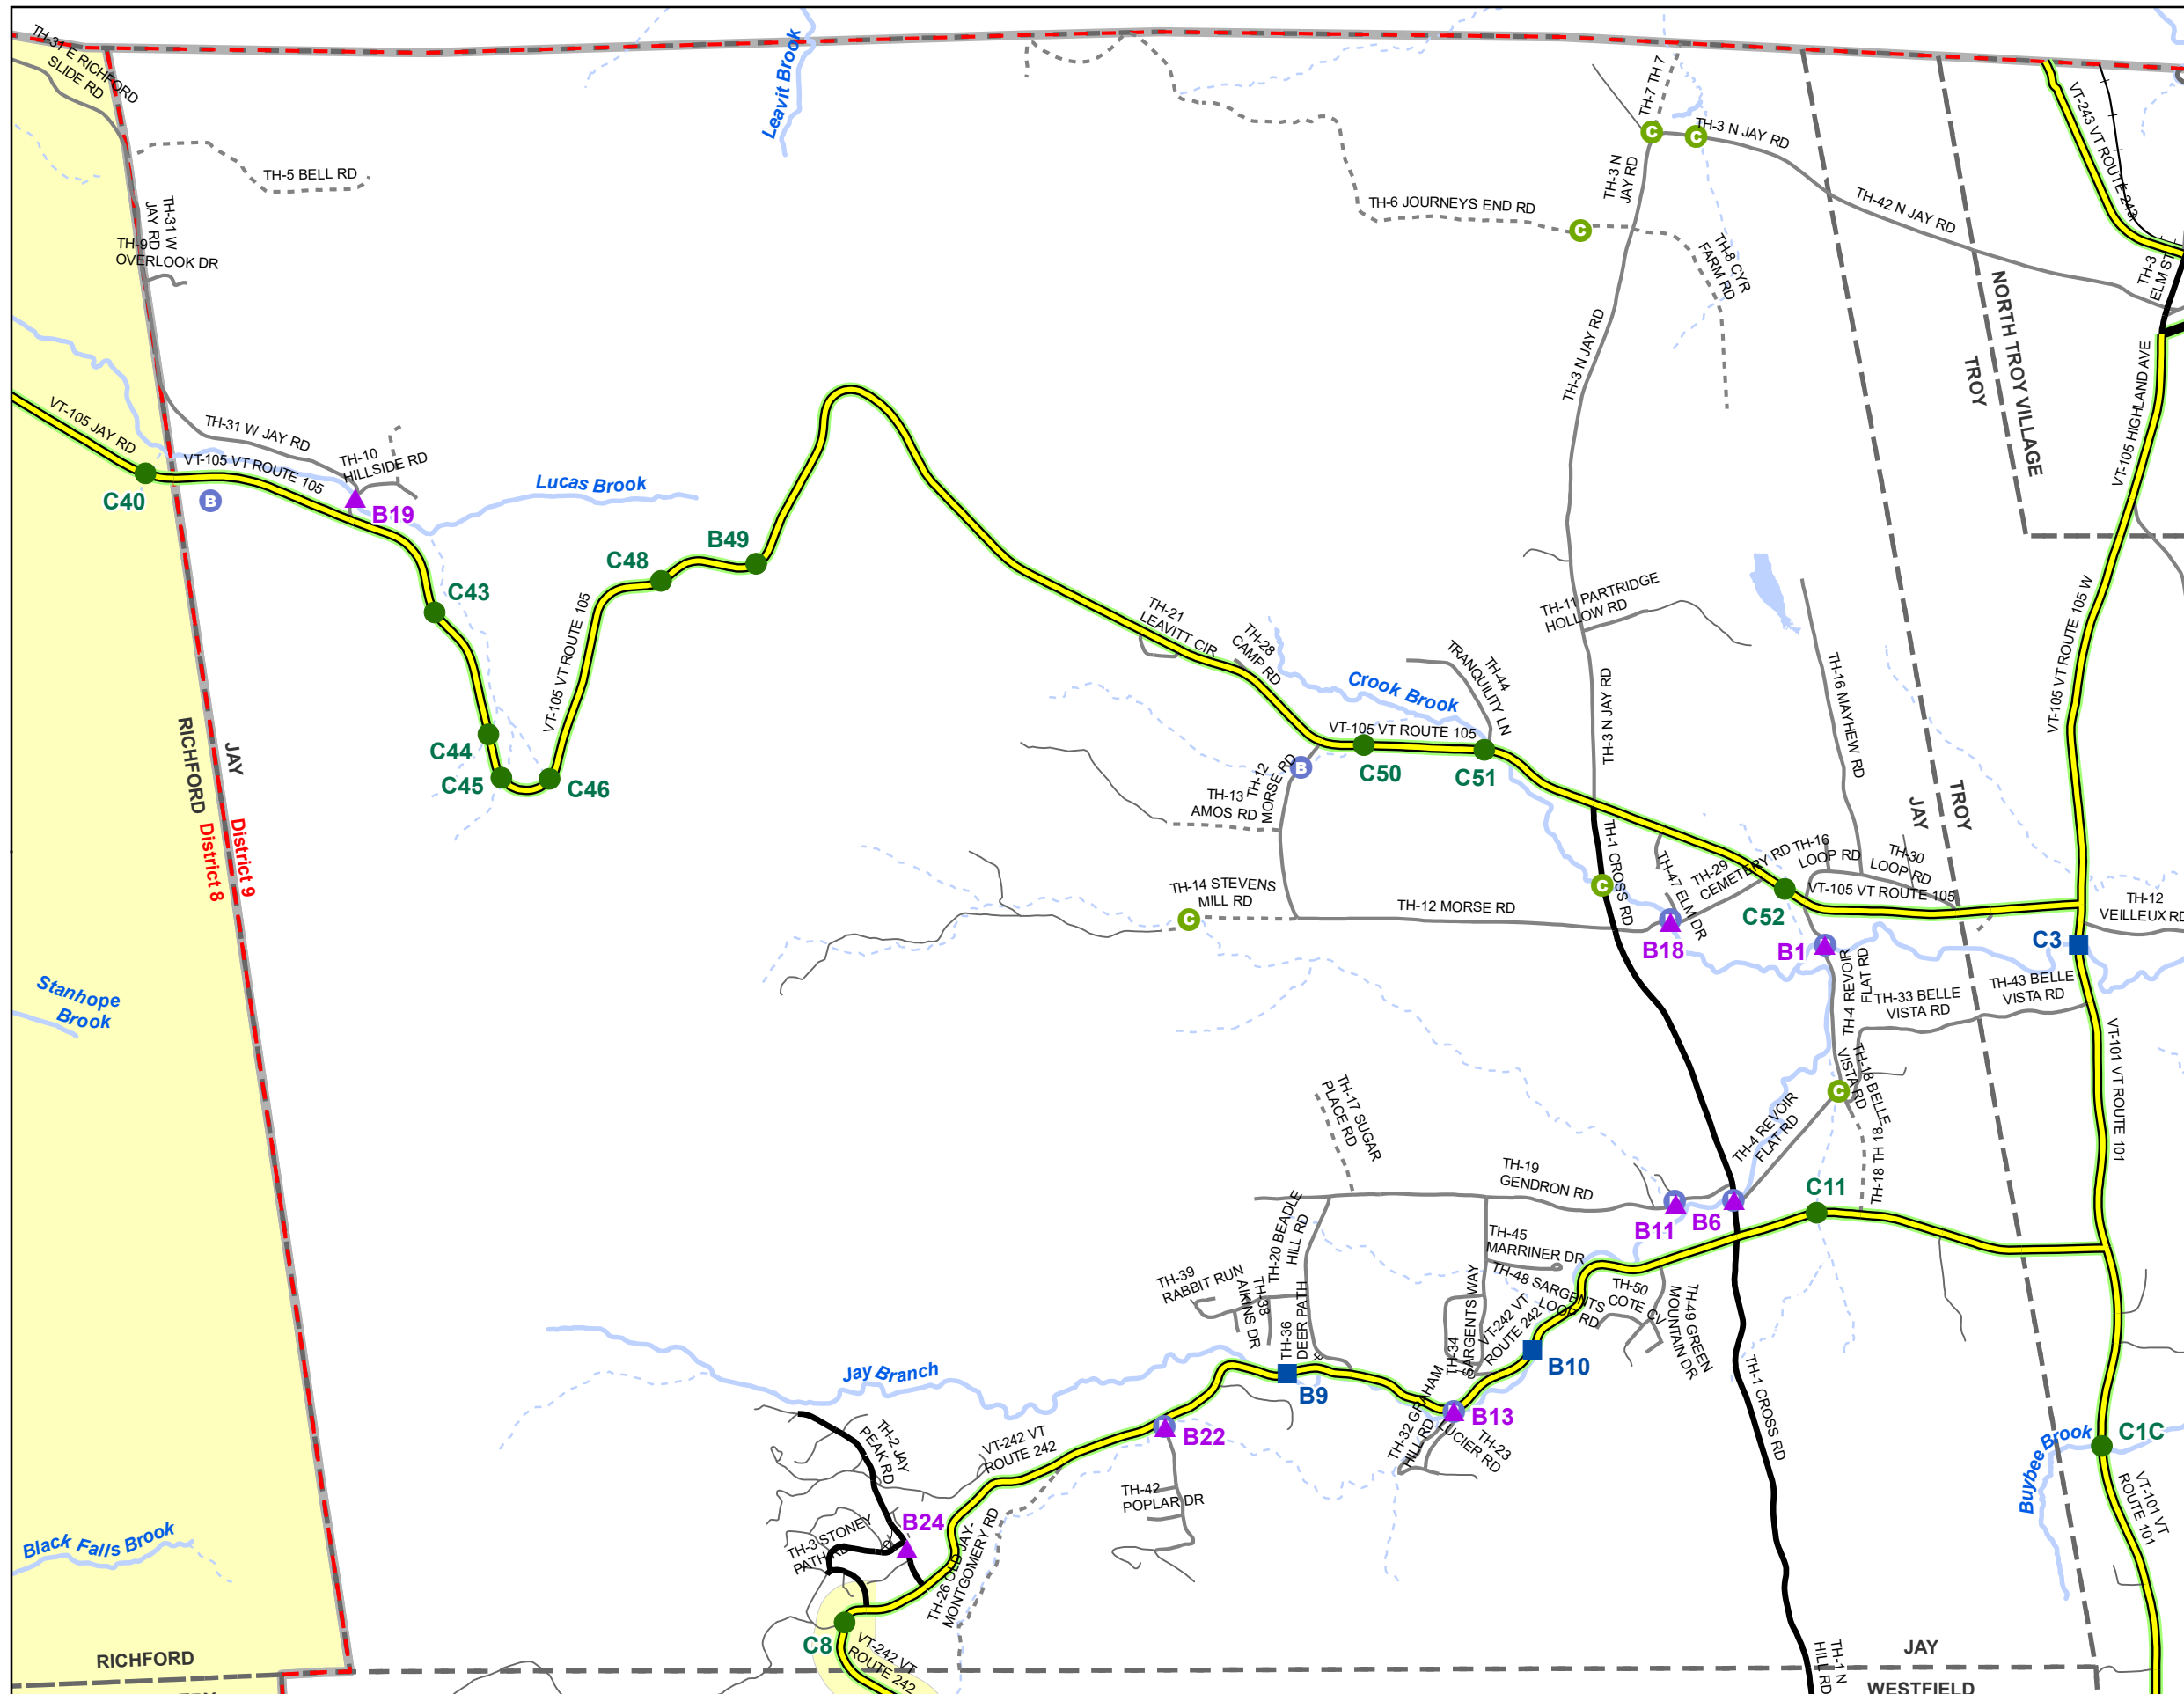 TH-31 E RICHFORD
SLIDE RD
TH-5 BELL RD
TH-31 W
JAY RD
TH-9
OVERLOOK DR
Leavit Brook
TH-7 TH 7
C
C
TH-3 N JAY RD
TH-3 N
JAY RD
TH-6 JOURNEYS END RD
C
TH-8 CYR
FARM RD
TH-42 N JAY RD
VT-243 VT ROUTE 243
TH-3
ELM ST
NORTH TROY VILLAGE
TROY
TH-3 N JAY RD
VT-105 HIGHLAND AVE
VT-105 JAY RD
C40
TH-31 W JAY RD
VT-105 VT ROUTE 105
B
TH-10
HILLSIDE RD
B19
Lucas Brook
C43
C48
B49
VT-105 VT ROUTE 105
C44
C45
C46
RICHFORD
JAY
District 8
District 9
TH-21
LEAVITT CIR
TH-28
CAMP RD
Crook Brook
TH-44
TRANQUILITY LN
TH-11 PARTRIDGE
HOLLOW RD
TH-3 N JAY RD
VT-105 VT ROUTE 105
C50
C51
B
TH-12
MORSE RD
TH-13
AMOS RD
TH-14 STEVENS
MILL RD
C
TH-12 MORSE RD
C
TH-1 CROSS RD
TH-47 ELM DR
TH-29
CEMETERY RD
B18
TH-16 MAYHEW RD
TH-16
LOOP RD
TH-30
LOOP RD
VT-105 VT ROUTE 105
C52
B1
JAY
TROY
VT-105 VT ROUTE 105 W
TH-12
VEILLEUX RD
C3
TH-4 REVOIR
FLAT RD
TH-33 BELLE
VISTA RD
TH-43 BELLE
VISTA RD
VT-101 VT ROUTE 101
TH-18 BELLE
VISTA RD
C
TH-4 REVOIR
FLAT RD
TH-18 TH 18
C11
Stanhope
Brook
TH-17 SUGAR
PLACE RD
TH-19
GENDRON RD
B11
B6
TH-20 BEADLE
HILL RD
TH-45
MARRINER DR
TH-39
RABBIT RUN
TH-38
AIKINS DR
TH-36
DEER PATH
TH-48 SARGENTS
LOOP RD
TH-50
COTE CV
TH49 GREEN
MOUNTAIN DR
TH-34
SARGENTS WAY
VT-242 VT
ROUTE 242
B10
B9
B13
TH-32 GRAHAM
HILL RD
TH-23
LUCIER RD
TH-1 CROSS RD
Jay Branch
B22
VT-242 VT
ROUTE 242
TH-42
POPLAR DR
TH-2 JAY
PEAK RD
B24
TH-3 STONEY
PATH RD
TH-26 OLD JAY-
MONTGOMERY RD
C8
VT-242 VT
ROUTE 242
Buybee Brook
C1C
VT-101 VT
ROUTE 101
Black Falls Brook
RICHFORD
TH-1 N
HILL RD
JAY
WESTFIELD